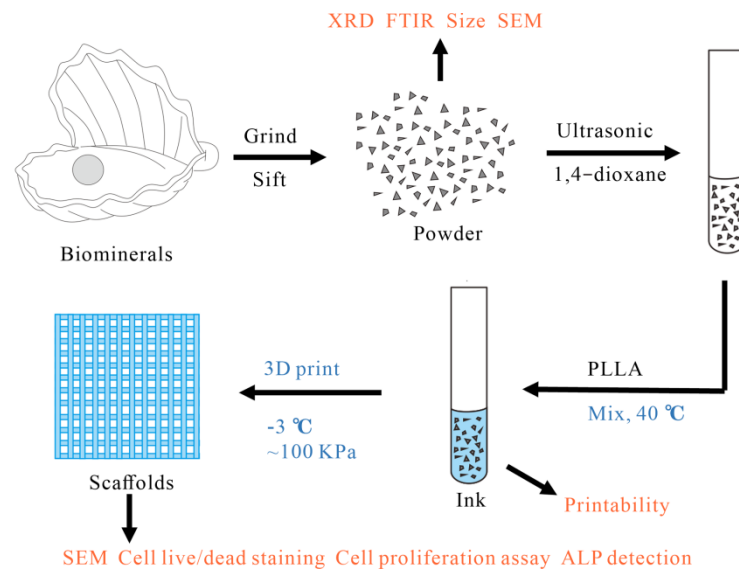 XRD FTIR Size SEM
Grind
Sift
Ultrasonic
1,4-dioxane
Biominerals
Powder
3D print
-3 ℃
~100 KPa
PLLA
Mix, 40 ℃
Scaffolds
Ink
Printability
SEM Cell live/dead staining Cell proliferation assay ALP detection